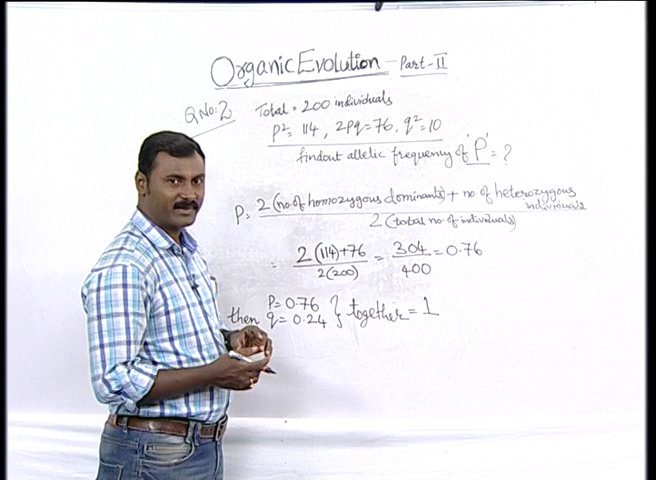 Organic Evolution - Part-II
Q No: 2 Total = 200 individuals
p²= 114, 2pq=76, q²=10
findout allelic frequency of 'P' = ?
P= 2 (no. of homozygous dominants) + no of heterozygous individuals
2 (total no. of individuals)
= 2(114)+76 / 2(200) = 304 / 400 = 0.76
then P= 0.76
q= 0.24 } together = 1